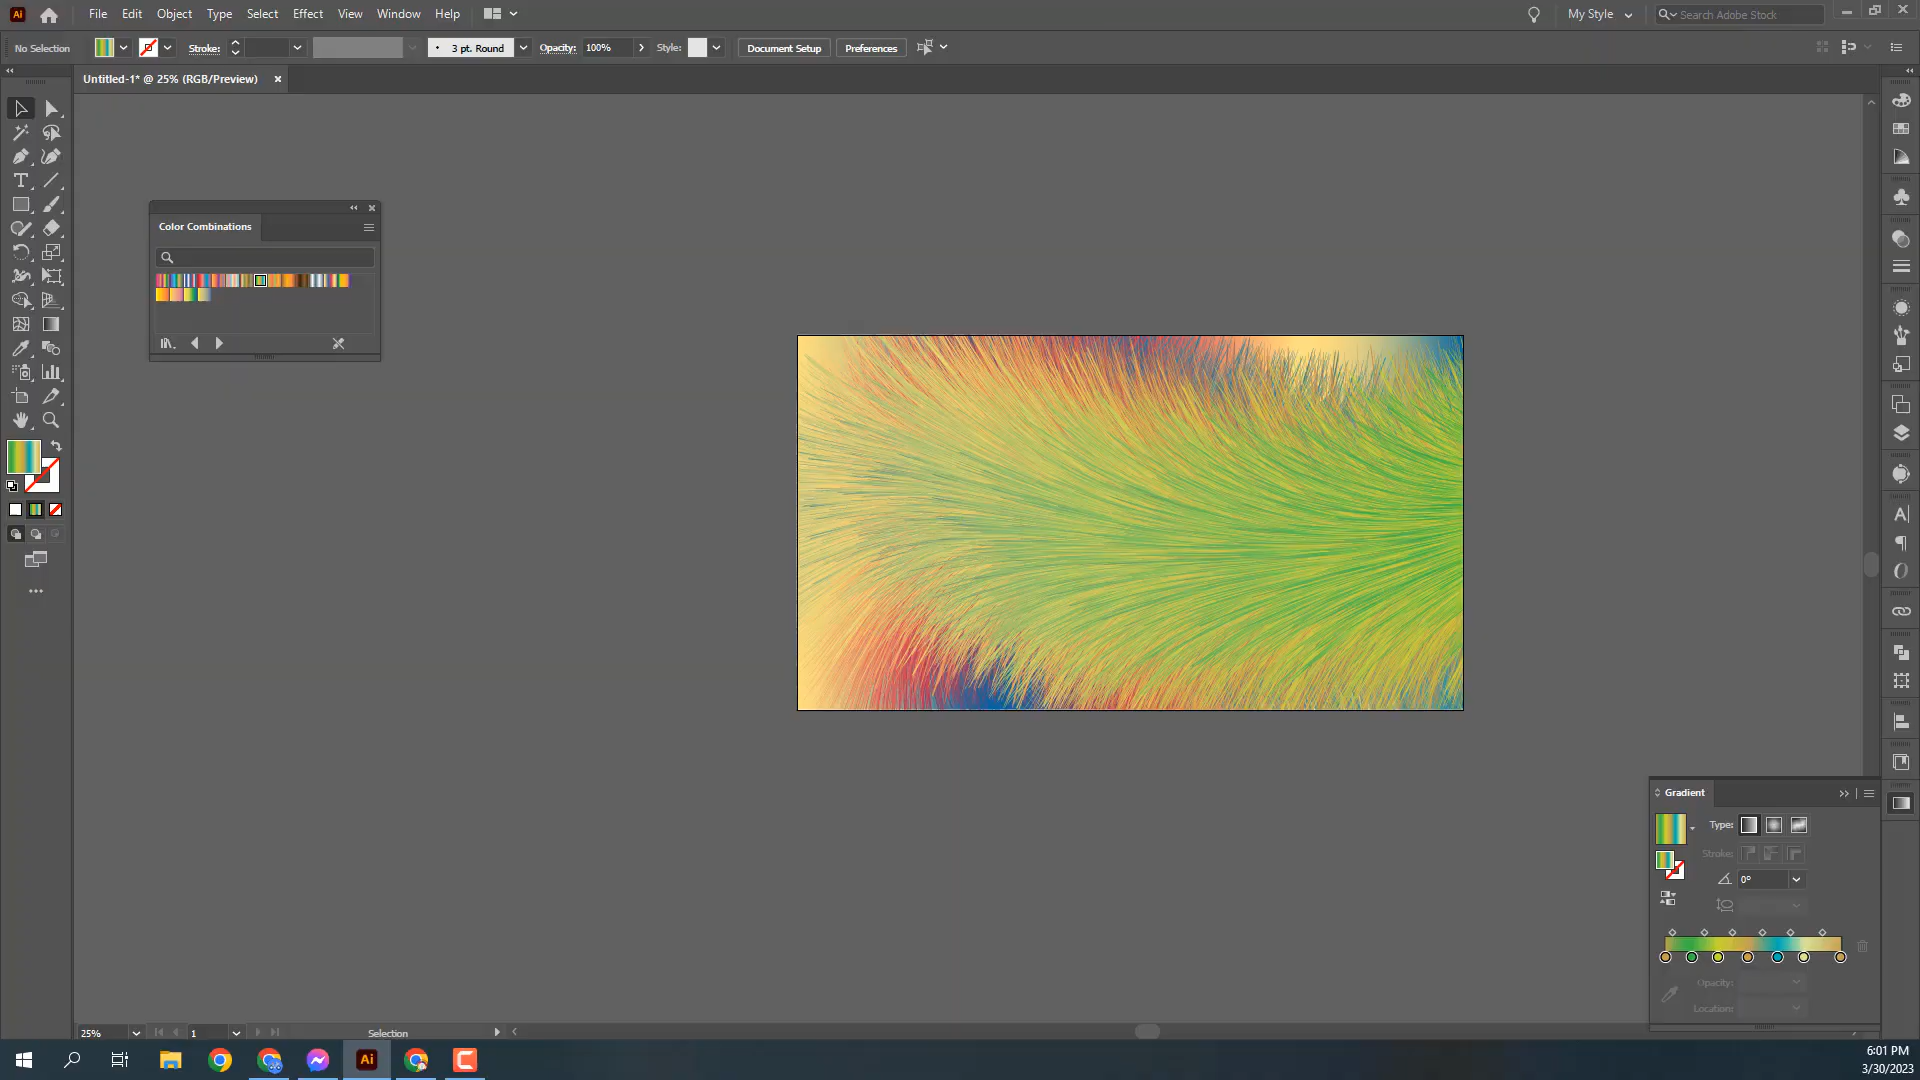 Ai File Edit Object Type Select Effect View Window Help My Style Search Adobe Stock
No Selection Stroke: 3 pt. Round Opacity: 100% Style: Document Setup Preferences
Untitled-1* @ 25% (RGB/Preview)
Color Combinations
Gradient
Type:
Stroke:
0°
Opacity:
Location:
25% 1 Selection
Ai
6:01 PM
3/30/2023